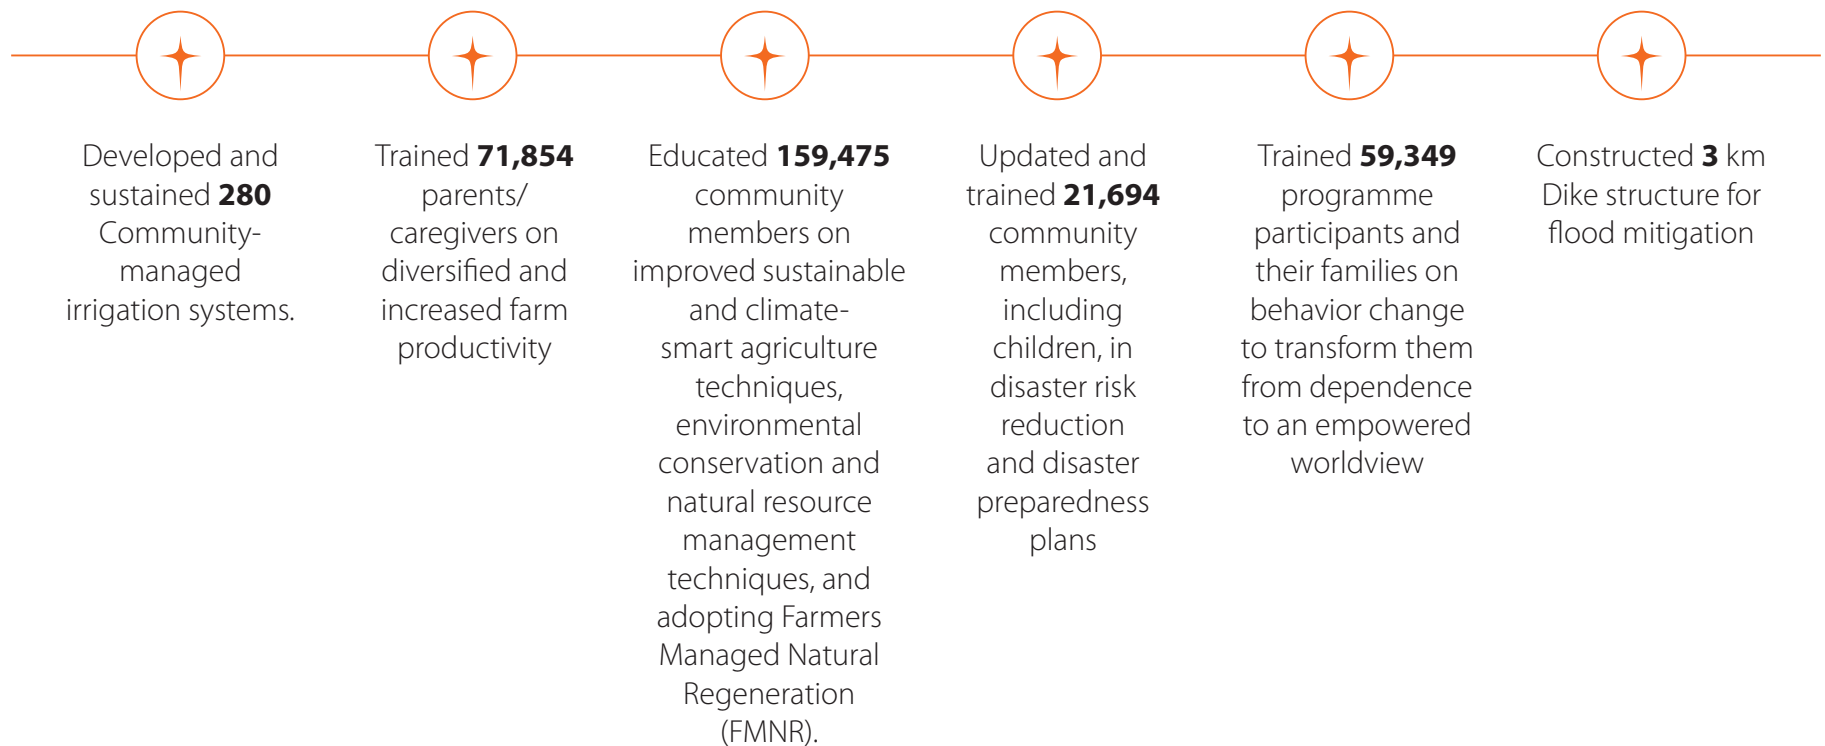 Developed and
sustained 280
Community-
managed
irrigation systems.
Trained 71,854
parents/
caregivers on
diversified and
increased farm
productivity
Educated 159,475
community
members on
improved sustainable
and climate-
smart agriculture
techniques,
environmental
conservation and
natural resource
management
techniques, and
adopting Farmers
Managed Natural
Regeneration
(FMNR).
Updated and
trained 21,694
community
members,
including
children, in
disaster risk
reduction
and disaster
preparedness
plans
Trained 59,349
programme
participants and
their families on
behavior change
to transform them
from dependence
to an empowered
worldview
Constructed 3 km
Dike structure for
flood mitigation